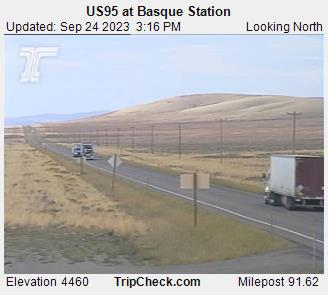 US95 at Basque Station
Updated: Sep 24 2023  3:16 PM Looking North
Elevation 4460 TripCheck.com Milepost 91.62